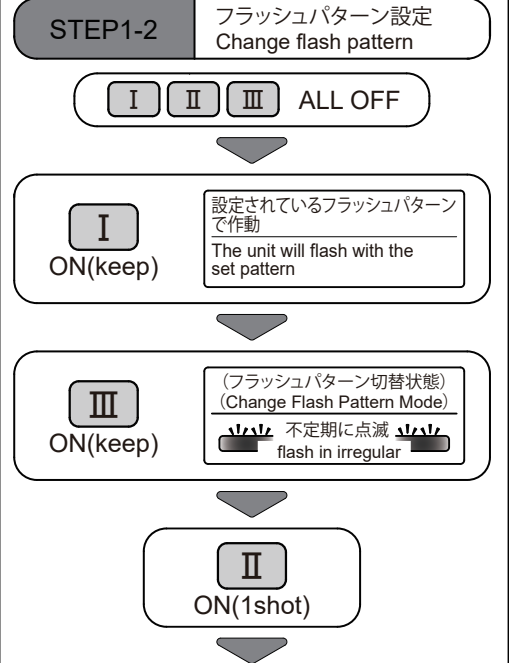 STEP1-2
フラッシュパターン設定
Change flash pattern
Ⅰ Ⅱ Ⅲ ALL OFF
Ⅰ
ON(keep)
設定されているフラッシュパターン
で作動
The unit will flash with the
set pattern
Ⅲ
ON(keep)
（フラッシュパターン切替状態）
（Change Flash Pattern Mode）
不定期に点滅
flash in irregular
Ⅱ
ON(1shot)